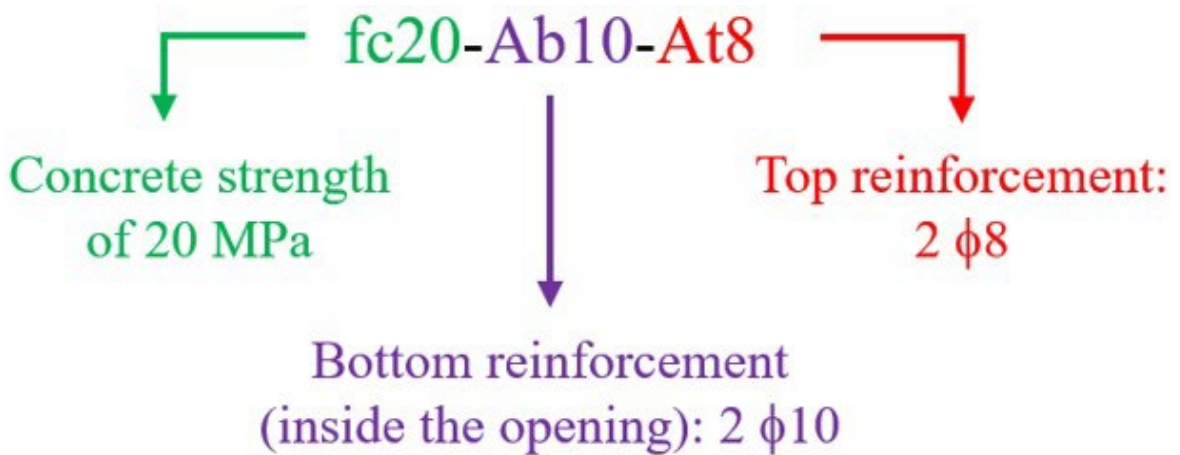 fc20-Ab10-At8
Concrete strength
of 20 MPa
Top reinforcement:
2 ϕ8
Bottom reinforcement
(inside the opening): 2 ϕ10